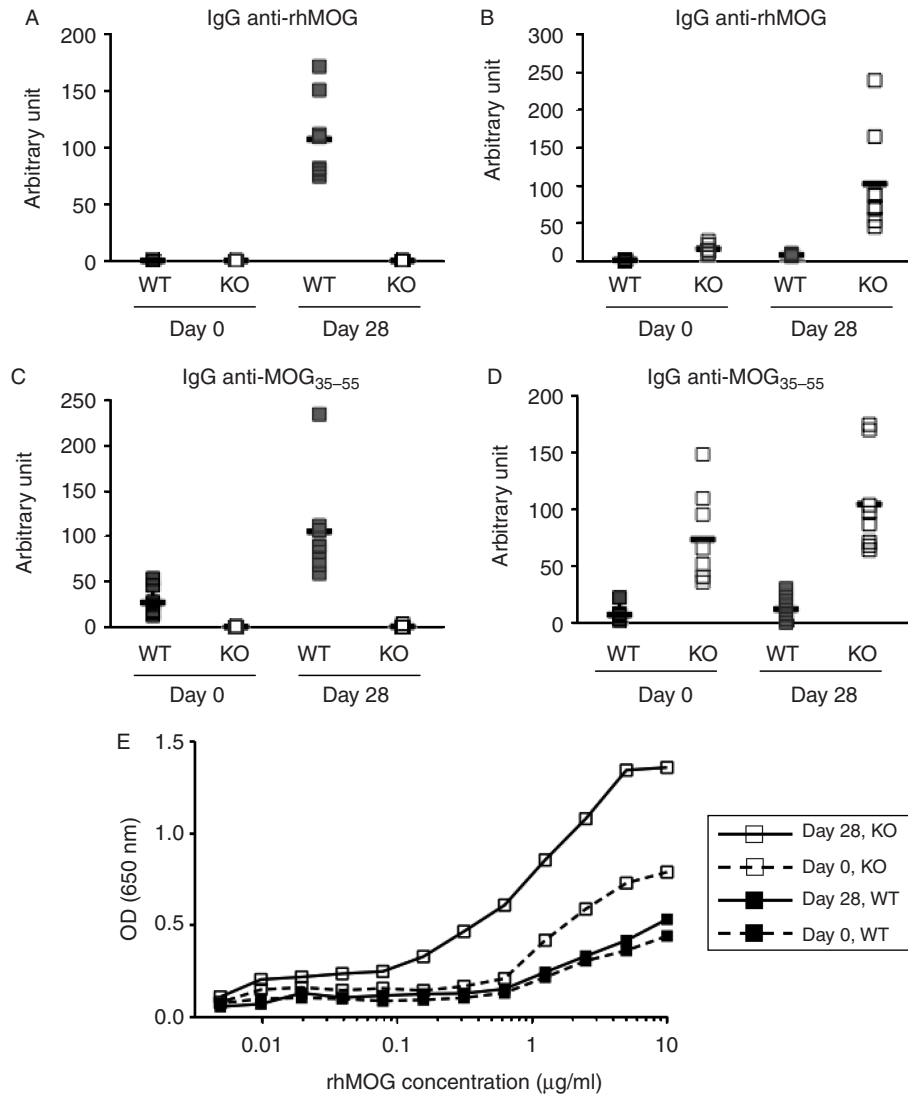 A IgG anti-rhMOG
Arbitrary unit
200
150
100
50
0
WT KO WT KO
Day 0 Day 28
B IgG anti-rhMOG
Arbitrary unit
300
250
200
150
100
50
0
WT KO WT KO
Day 0 Day 28
C IgG anti-MOG35–55
Arbitrary unit
250
200
150
100
50
0
WT KO WT KO
Day 0 Day 28
D IgG anti-MOG35–55
Arbitrary unit
200
150
100
50
0
WT KO WT KO
Day 0 Day 28
E
OD (650 nm)
1.5
1.0
0.5
0.0
0.01 0.1 1 10
rhMOG concentration (μg/ml)
Day 28, KO
Day 0, KO
Day 28, WT
Day 0, WT